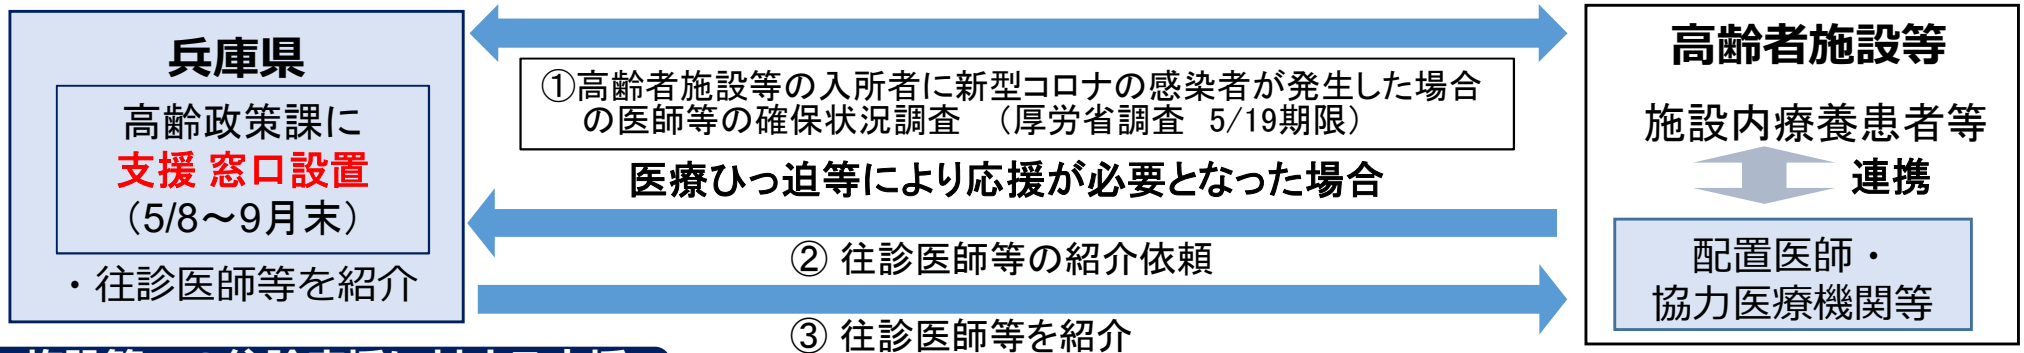 兵庫県
高齢政策課に
支援 窓口設置
（5/8～9月末）
・往診医師等を紹介
①高齢者施設等の入所者に新型コロナの感染者が発生した場合
の医師等の確保状況調査　（厚労省調査　5/19期限）
医療ひっ迫等により応援が必要となった場合
② 往診医師等の紹介依頼
③ 往診医師等を紹介
高齢者施設等
施設内療養患者等
連携
配置医師・
協力医療機関等